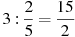 3 : 2/5 = 15/2